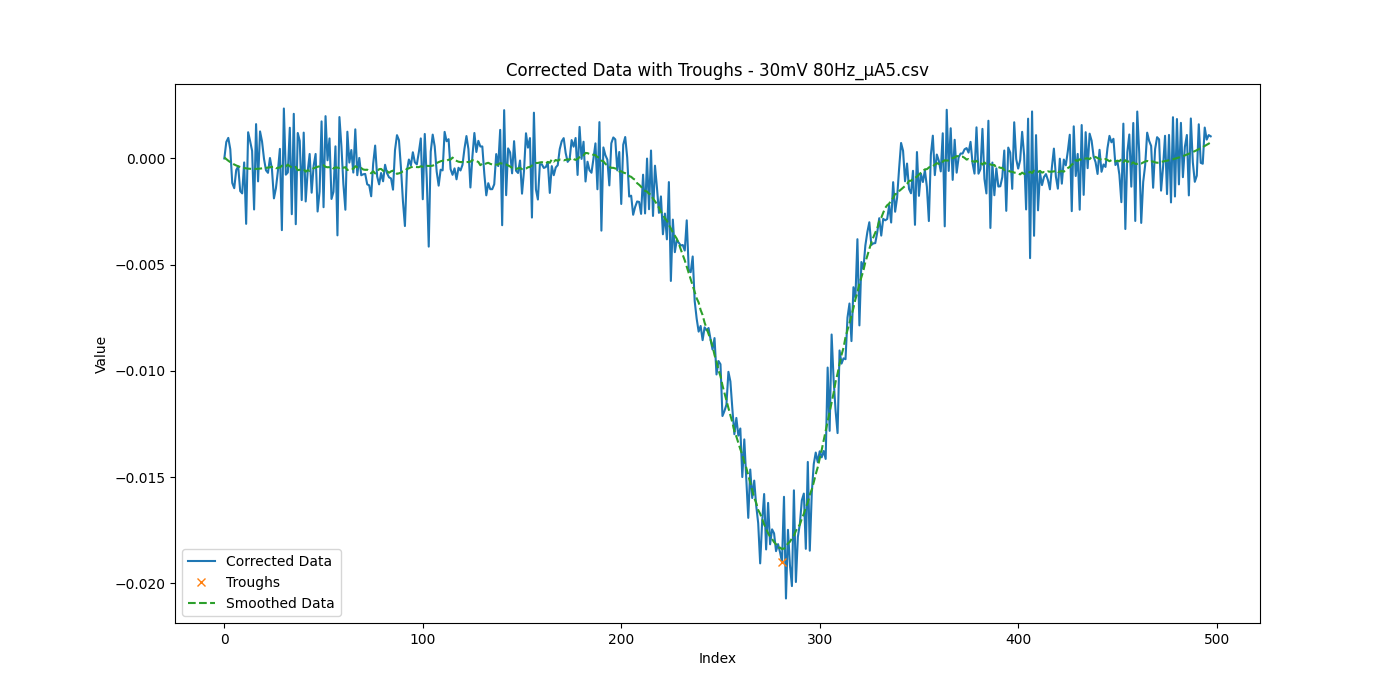 Corrected Data with Troughs - 30mV 80Hz_μA5.csv
0.000
−0.005
−0.010
−0.015
−0.020
Value
Corrected Data
Troughs
Smoothed Data
0 100 200 300 400 500
Index